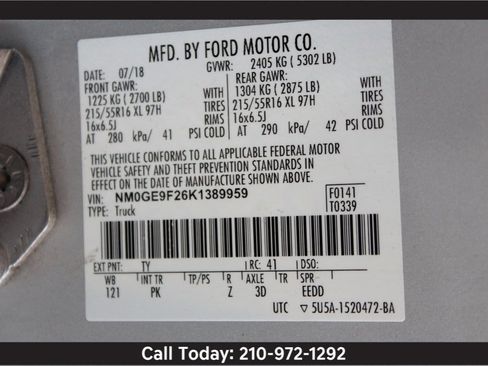 MFD. BY FORD MOTOR CO.
DATE: 07/18 GVWR: 2405 KG ( 5302 LB)
FRONT GAWR: REAR GAWR:
1225 KG ( 2700 LB) WITH 1304 KG ( 2875 LB) WITH
215/55R16 XL 97H TIRES 215/55R16 XL 97H TIRES
16x6.5J RIMS 16x6.5J RIMS
AT 280 kPa/ 41 PSI COLD AT 290 kPa/ 42 PSI COLD
THIS VEHICLE CONFORMS TO ALL APPLICABLE FEDERAL MOTOR
VEHICLE SAFETY AND THEFT PREVENTION STANDARDS IN
EFFECT ON THE DATE OF MANUFACTURE SHOWN ABOVE.
VIN: NM0GE9F26K1389959 F0141
TYPE: Truck T0339
EXT PNT: TY RC: 41 DSO:
WB INT TR TP/PS R AXLE TR SPR
121 PK Z 3D EEDD
UTC ▽ 5U5A-1520472-BA
Call Today: 210-972-1292